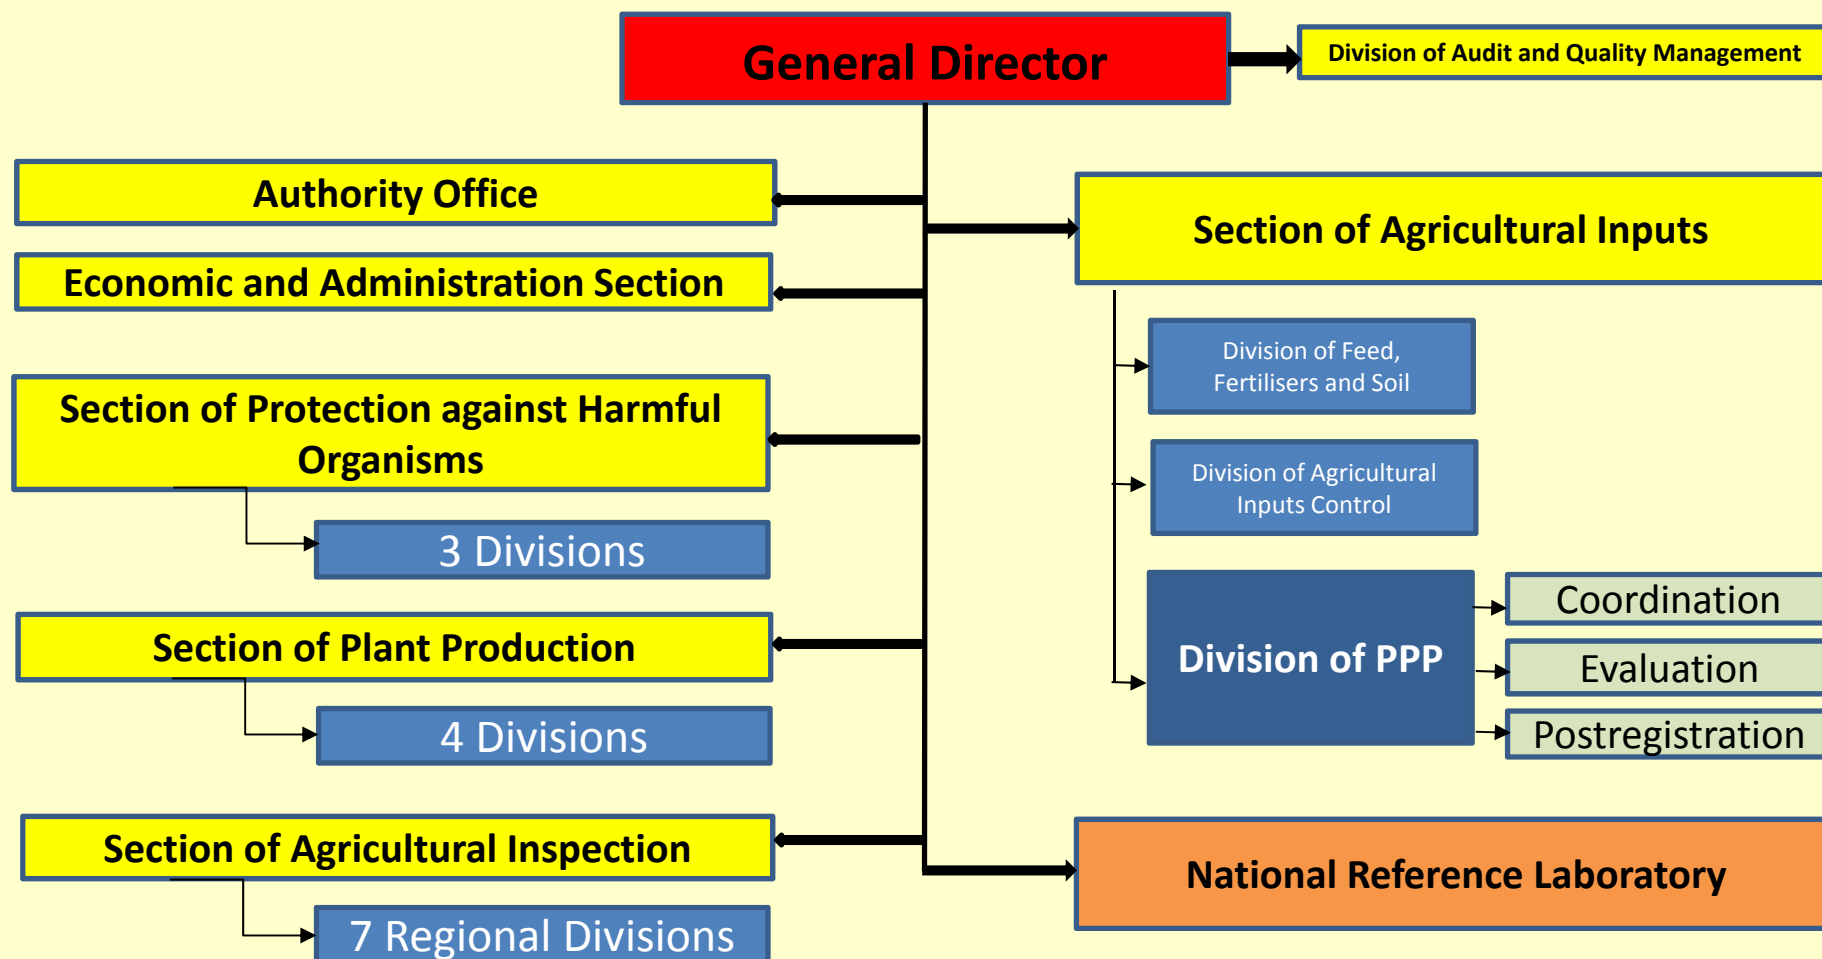 General Director
Division of Audit and Quality Management
Authority Office
Economic and Administration Section
Section of Protection against Harmful
Organisms
3 Divisions
Section of Plant Production
4 Divisions
Section of Agricultural Inspection
7 Regional Divisions
Section of Agricultural Inputs
Division of Feed,
Fertilisers and Soil
Division of Agricultural
Inputs Control
Division of PPP
Coordination
Evaluation
Postregistration
National Reference Laboratory